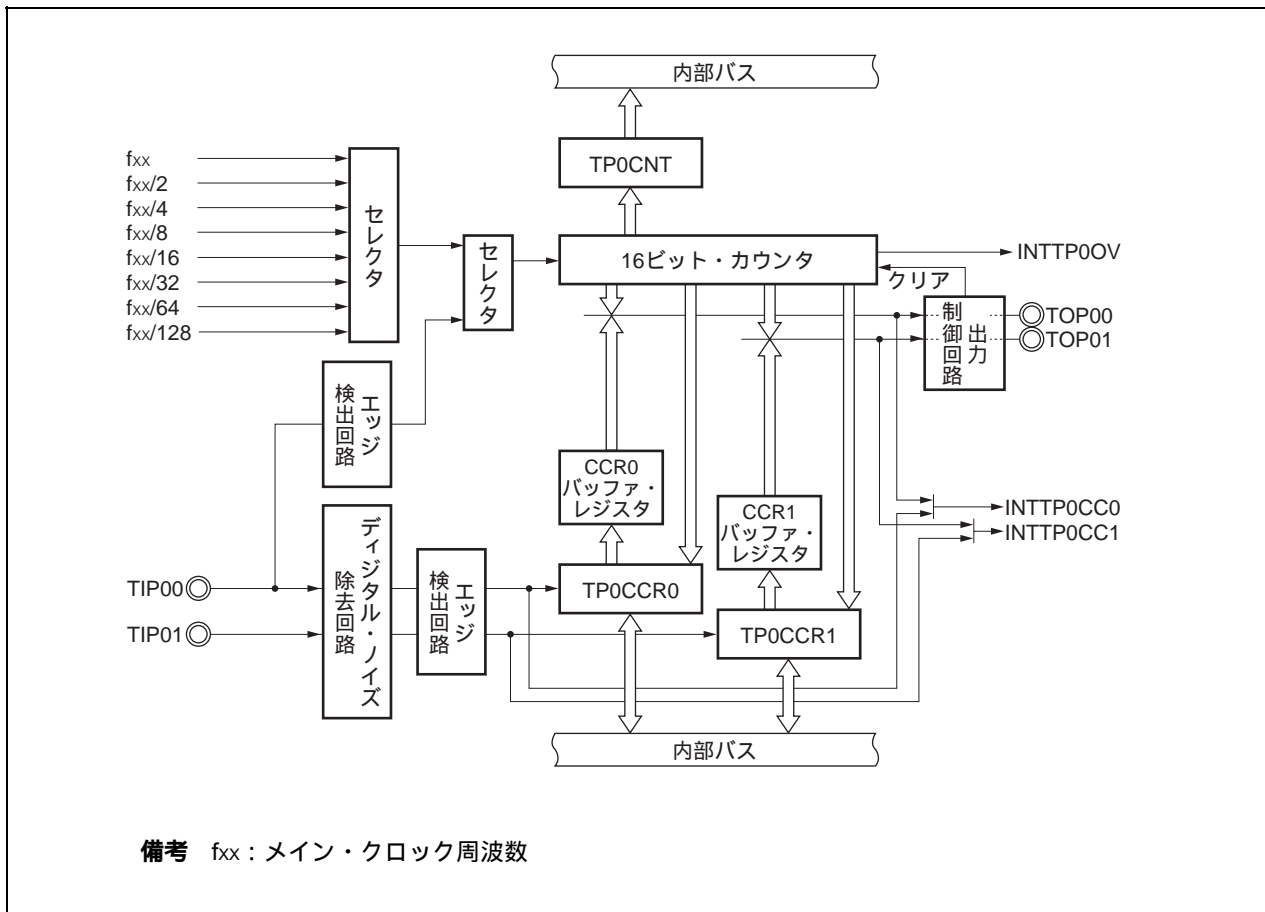 内部バス
TP0CNT
fxx
fxx/2
fxx/4
fxx/8
fxx/16
fxx/32
fxx/64
fxx/128
セレクタ
セレクタ
16ビット・カウンタ
INTTP0OV
クリア
TOP00
TOP01
出力
制御回路
エッジ
検出回路
CCR0
バッファ・
レジスタ
CCR1
バッファ・
レジスタ
INTTP0CC0
INTTP0CC1
TIP00
TIP01
ディジタル・ノイズ
除去回路
エッジ
検出回路
TP0CCR0
TP0CCR1
内部バス
備考 fxx：メイン・クロック周波数